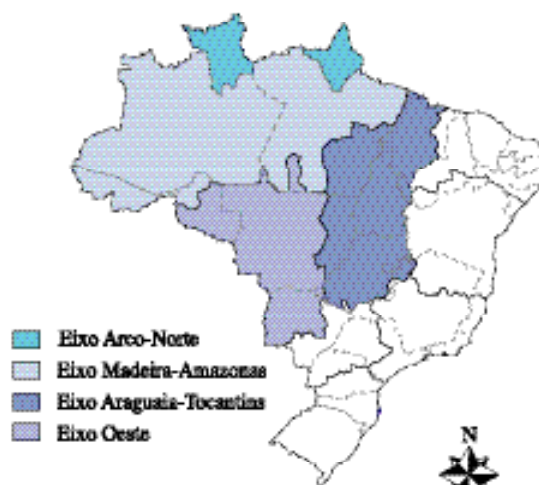 Eixo Arco-Norte
Eixo Madeira-Amazonas
Eixo Araguaia-Tocantins
Eixo Oeste
N